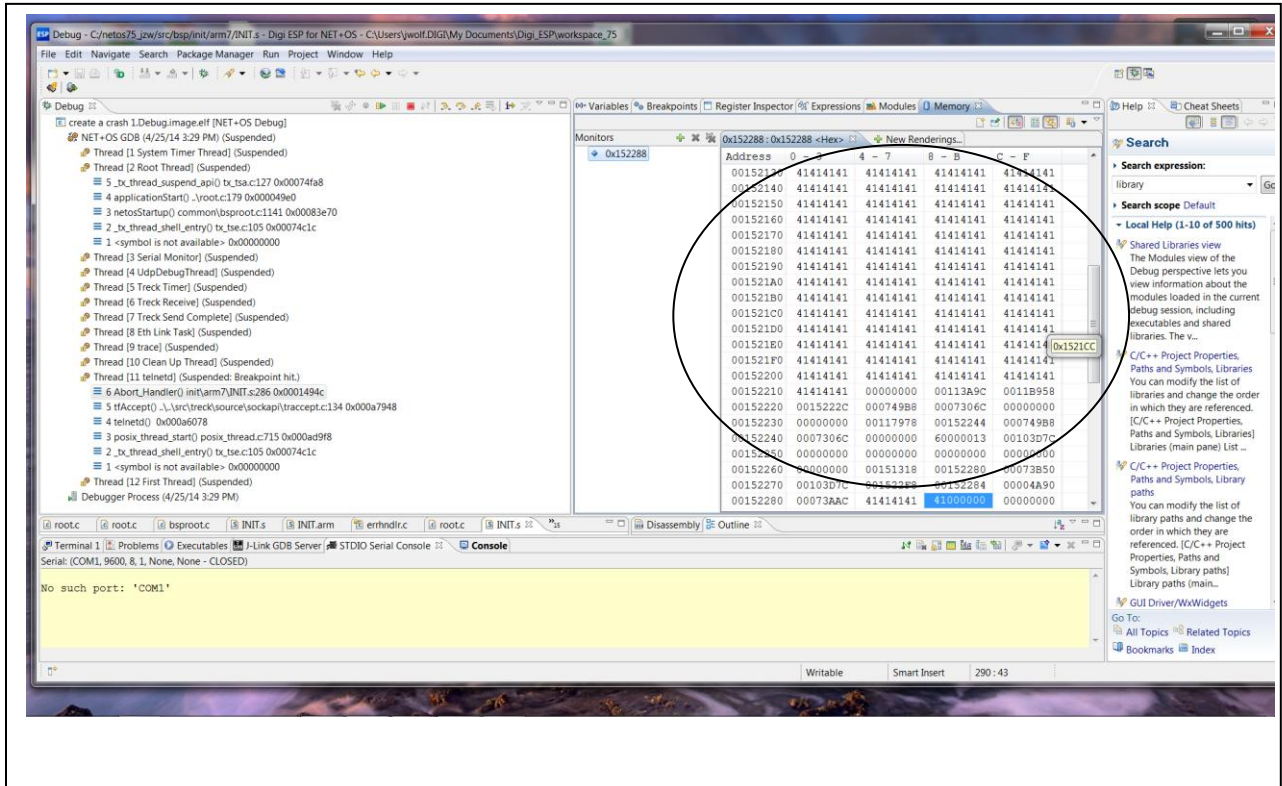 Debug - C:/netos75_jzw/src/bsp/init/arm7/INIT.s - Digi ESP for NET+OS - C:\Users\jwolf.DIGI\My Documents\Digi_ESP\workspace_75
File Edit Navigate Search Package Manager Run Project Window Help
Debug
create a crash 1.Debug.image.elf [NET+OS Debug]
NET+OS GDB (4/25/14 3:29 PM) (Suspended)
Thread [1 System Timer Thread] (Suspended)
Thread [2 Root Thread] (Suspended)
5 _tx_thread_suspend_api() tx_tsa.c:127 0x00074fa8
4 applicationStart() ..\root.c:179 0x000049e0
3 netosStartup() common\bsproot.c:1141 0x00083e70
2 _tx_thread_shell_entry() tx_tse.c:105 0x00074c1c
1 <symbol is not available> 0x00000000
Thread [3 Serial Monitor] (Suspended)
Thread [4 UdpDebugThread] (Suspended)
Thread [5 Treck Timer] (Suspended)
Thread [6 Treck Receive] (Suspended)
Thread [7 Treck Send Complete] (Suspended)
Thread [8 Eth Link Task] (Suspended)
Thread [9 trace] (Suspended)
Thread [10 Clean Up Thread] (Suspended)
Thread [11 telnetd] (Suspended: Breakpoint hit.)
6 Abort_Handler() init\arm7\INIT.s:286 0x0001494c
5 tfAccept() ..\..\src\treck\source\sockapi\traccept.c:134 0x000a7948
4 telnetd() 0x000a6078
3 posix_thread_start() posix_thread.c:715 0x000ad9f8
2 _tx_thread_shell_entry() tx_tse.c:105 0x00074c1c
1 <symbol is not available> 0x00000000
Thread [12 First Thread] (Suspended)
Debugger Process (4/25/14 3:29 PM)
Variables Breakpoints Register Inspector Expressions Modules Memory
Monitors
0x152288
0x152288 : 0x152288 <Hex> New Renderings...
Address 0 - 3 4 - 7 8 - B C - F
00152130 41414141 41414141 41414141 41414141
00152140 41414141 41414141 41414141 41414141
00152150 41414141 41414141 41414141 41414141
00152160 41414141 41414141 41414141 41414141
00152170 41414141 41414141 41414141 41414141
00152180 41414141 41414141 41414141 41414141
00152190 41414141 41414141 41414141 41414141
001521A0 41414141 41414141 41414141 41414141
001521B0 41414141 41414141 41414141 41414141
001521C0 41414141 41414141 41414141 41414141
001521D0 41414141 41414141 41414141 41414141
001521E0 41414141 41414141 41414141 4141414
0x1521CC
001521F0 41414141 41414141 41414141 41414141
00152200 41414141 41414141 41414141 41414141
00152210 41414141 00000000 00113A9C 0011B958
00152220 0015222C 000749B8 0007306C 00000000
00152230 00000000 00117978 00152244 000749B8
00152240 0007306C 00000000 60000013 00103D7C
00152250 00000000 00000000 00000000 00000000
00152260 00000000 00151318 00152280 00073B50
00152270 00103D7C 001522F8 00152284 00004A90
00152280 00073AAC 41414141 41000000 00000000
Help Cheat Sheets
Search
Search expression:
library Go
Search scope Default
Local Help (1-10 of 500 hits)
Shared Libraries view
The Modules view of the
Debug perspective lets you
view information about the
modules loaded in the current
debug session, including
executables and shared
libraries. The v...
C/C++ Project Properties,
Paths and Symbols, Libraries
You can modify the list of
libraries and change the order
in which they are referenced.
[C/C++ Project Properties,
Paths and Symbols, Libraries]
Libraries (main pane) List ...
C/C++ Project Properties,
Paths and Symbols, Library
paths
You can modify the list of
library paths and change the
order in which they are
referenced. [C/C++ Project
Properties, Paths and
Symbols, Library paths]
Library paths (main...
GUI Driver/WxWidgets
Go To:
All Topics Related Topics
Bookmarks Index
root.c root.c bsproot.c INIT.s INIT.arm errhndlr.c root.c INIT.s »18
Disassembly Outline
Terminal 1 Problems Executables J-Link GDB Server STDIO Serial Console Console
Serial: (COM1, 9600, 8, 1, None, None - CLOSED)
No such port: 'COM1'
Writable Smart Insert 290 : 43